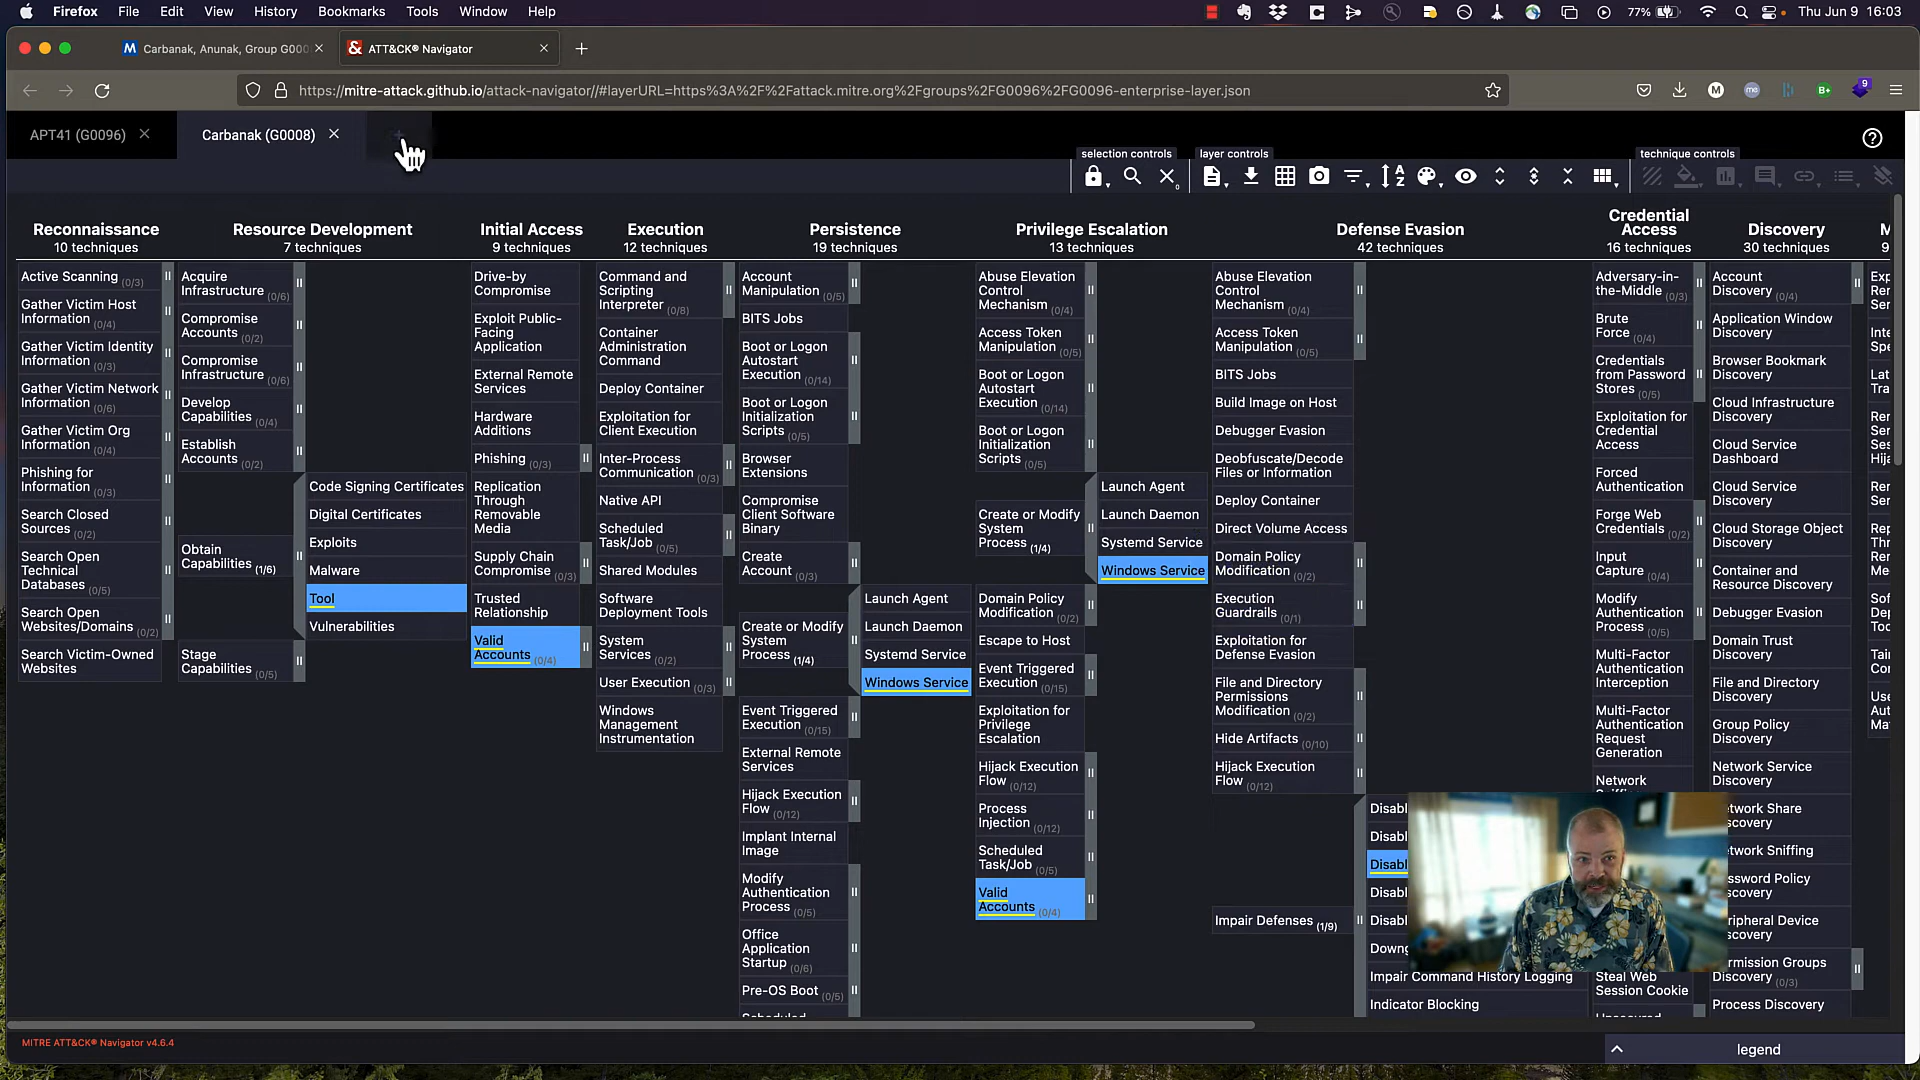 Firefox File Edit View History Bookmarks Tools Window Help 77% Thu Jun 9 16:03
Carbanak, Anunak, Group G000
ATT&CK® Navigator
https://mitre-attack.github.io/attack-navigator//#layerURL=https%3A%2F%2Fattack.mitre.org%2Fgroups%2FG0096%2FG0096-enterprise-layer.json
APT41 (G0096)
Carbanak (G0008)
selection controls
layer controls
technique controls
Reconnaissance
10 techniques
Active Scanning (0/3)
Gather Victim Host
Information (0/4)
Gather Victim Identity
Information (0/3)
Gather Victim Network
Information (0/6)
Gather Victim Org
Information (0/4)
Phishing for
Information (0/3)
Search Closed
Sources (0/2)
Search Open
Technical
Databases (0/5)
Search Open
Websites/Domains (0/2)
Search Victim-Owned
Websites
Resource Development
7 techniques
Acquire
Infrastructure (0/6)
Compromise
Accounts (0/2)
Compromise
Infrastructure (0/6)
Develop
Capabilities (0/4)
Establish
Accounts (0/2)
Obtain
Capabilities (1/6)
Code Signing Certificates
Digital Certificates
Exploits
Malware
Tool
Vulnerabilities
Stage
Capabilities (0/5)
Initial Access
9 techniques
Drive-by
Compromise
Exploit Public-
Facing
Application
External Remote
Services
Hardware
Additions
Phishing (0/3)
Replication
Through
Removable
Media
Supply Chain
Compromise (0/3)
Trusted
Relationship
Valid
Accounts (0/4)
Execution
12 techniques
Command and
Scripting
Interpreter (0/8)
Container
Administration
Command
Deploy Container
Exploitation for
Client Execution
Inter-Process
Communication (0/3)
Native API
Scheduled
Task/Job (0/5)
Shared Modules
Software
Deployment Tools
System
Services (0/2)
User Execution (0/3)
Windows
Management
Instrumentation
Persistence
19 techniques
Account
Manipulation (0/5)
BITS Jobs
Boot or Logon
Autostart
Execution (0/14)
Boot or Logon
Initialization
Scripts (0/5)
Browser
Extensions
Compromise
Client Software
Binary
Create
Account (0/3)
Create or Modify
System
Process (1/4)
Launch Agent
Launch Daemon
Systemd Service
Windows Service
Event Triggered
Execution (0/15)
External Remote
Services
Hijack Execution
Flow (0/12)
Implant Internal
Image
Modify
Authentication
Process (0/5)
Office
Application
Startup (0/6)
Pre-OS Boot (0/5)
Scheduled
Privilege Escalation
13 techniques
Abuse Elevation
Control
Mechanism (0/4)
Access Token
Manipulation (0/5)
Boot or Logon
Autostart
Execution (0/14)
Boot or Logon
Initialization
Scripts (0/5)
Create or Modify
System
Process (1/4)
Launch Agent
Launch Daemon
Systemd Service
Windows Service
Domain Policy
Modification (0/2)
Escape to Host
Event Triggered
Execution (0/15)
Exploitation for
Privilege
Escalation
Hijack Execution
Flow (0/12)
Process
Injection (0/12)
Scheduled
Task/Job (0/5)
Valid
Accounts (0/4)
Defense Evasion
42 techniques
Abuse Elevation
Control
Mechanism (0/4)
Access Token
Manipulation (0/5)
BITS Jobs
Build Image on Host
Debugger Evasion
Deobfuscate/Decode
Files or Information
Deploy Container
Direct Volume Access
Domain Policy
Modification (0/2)
Execution
Guardrails (0/1)
Exploitation for
Defense Evasion
File and Directory
Permissions
Modification (0/2)
Hide Artifacts (0/10)
Hijack Execution
Flow (0/12)
Impair Defenses (1/9)
Disabl
Disabl
Disabl
Disabl
Disabl
Downg
Impair Command History Logging
Indicator Blocking
Credential
Access
16 techniques
Adversary-in-
the-Middle (0/3)
Brute
Force (0/4)
Credentials
from Password
Stores (0/5)
Exploitation for
Credential
Access
Forced
Authentication
Forge Web
Credentials (0/2)
Input
Capture (0/4)
Modify
Authentication
Process (0/5)
Multi-Factor
Authentication
Interception
Multi-Factor
Authentication
Request
Generation
Network
Steal Web
Session Cookie
Discovery
30 techniques
Account
Discovery (0/4)
Application Window
Discovery
Browser Bookmark
Discovery
Cloud Infrastructure
Discovery
Cloud Service
Dashboard
Cloud Service
Discovery
Cloud Storage Object
Discovery
Container and
Resource Discovery
Debugger Evasion
Domain Trust
Discovery
File and Directory
Discovery
Group Policy
Discovery
Network Service
Discovery
etwork Share
scovery
etwork Sniffing
assword Policy
scovery
eripheral Device
scovery
ermission Groups
Discovery (0/3)
Process Discovery
MITRE ATT&CK® Navigator v4.6.4
legend